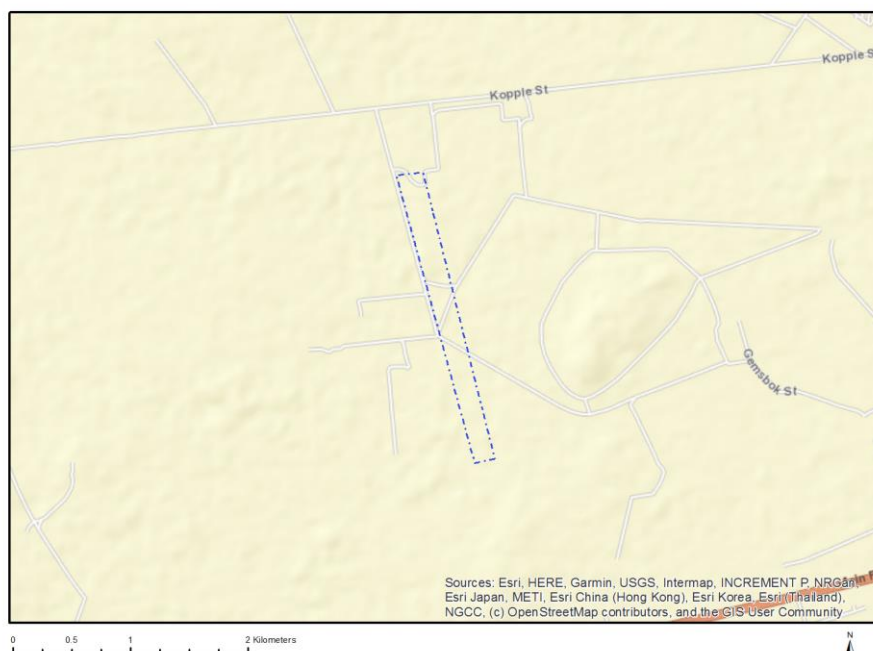 Kopple St
Kopple S
Gemsbok St
Main R
Sources: Esri, HERE, Garmin, USGS, Intermap, INCREMENT P, NRCan,
Esri Japan, METI, Esri China (Hong Kong), Esri Korea, Esri (Thailand),
NGCC, (c) OpenStreetMap contributors, and the GIS User Community
0 0.5 1 2 Kilometers
N